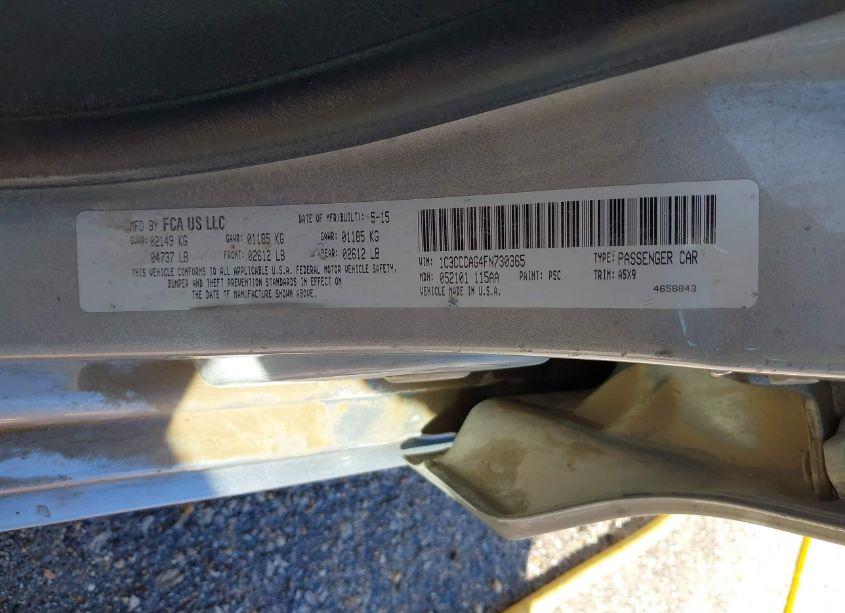 MFD BY FCA US LLC DATE OF MFR(BUILT): 5-15
GVWR: 02149 KG GAWR: 01185 KG GAWR: 01185 KG
04737 LB FRONT: 02612 LB REAR: 02612 LB
THIS VEHICLE CONFORMS TO ALL APPLICABLE U.S.A. FEDERAL MOTOR VEHICLE SAFETY,
BUMPER AND THEFT PREVENTION STANDARDS IN EFFECT ON
THE DATE OF MANUFACTURE SHOWN ABOVE.
VIN: 1C3CCCAG4FN730365 TYPE: PASSENGER CAR
MDH: 052101 115AA PAINT: PSC TRIM: A5X9
VEHICLE MADE IN U.S.A. 4658843